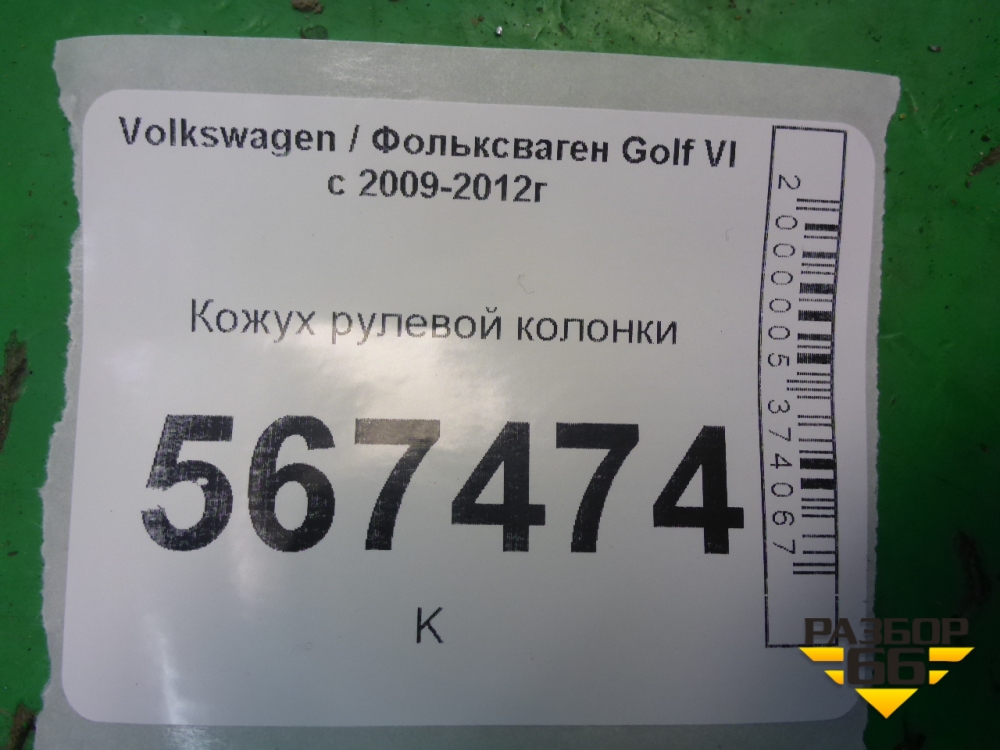 Volkswagen / Фольксваген Golf VI
с 2009-2012г
Кожух рулевой колонки
567474
К
2000005374067
РАЗБОР
66